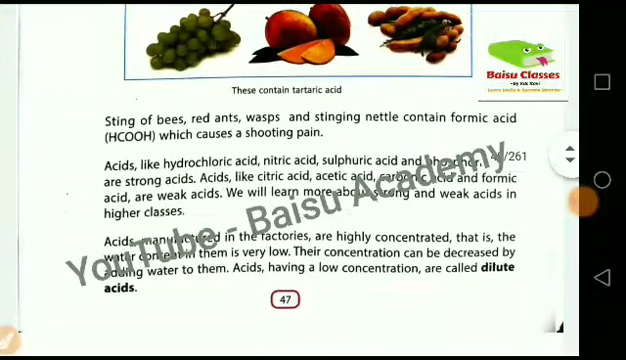 These contain tartaric acid
Baisu Classes
Sting of bees, red ants, wasps and stinging nettle contain formic acid
(HCOOH) which causes a shooting pain.
Acids, like hydrochloric acid, nitric acid, sulphuric acid and phosphor
46/261
are strong acids. Acids, like citric acid, acetic acid, carbonic acid and formic
acid, are weak acids. We will learn more about strong and weak acids in
higher classes.
Acids manufactured in the factories, are highly concentrated, that is, the
water content in them is very low. Their concentration can be decreased by
adding water to them. Acids, having a low concentration, are called dilute
acids.
YouTube - Baisu Academy
47